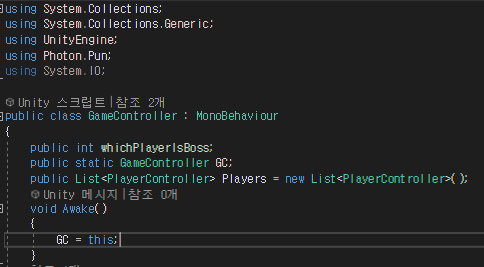 using System.Collections;
using System.Collections.Generic;
using UnityEngine;
using Photon.Pun;
using System.IO;
Unity 스크립트|참조 2개
public class GameController : MonoBehaviour
{
public int whichPlayerIsBoss;
public static GameController GC;
public List<PlayerController> Players = new List<PlayerController>();
Unity 메시지|참조 0개
void Awake()
{
GC = this;
}